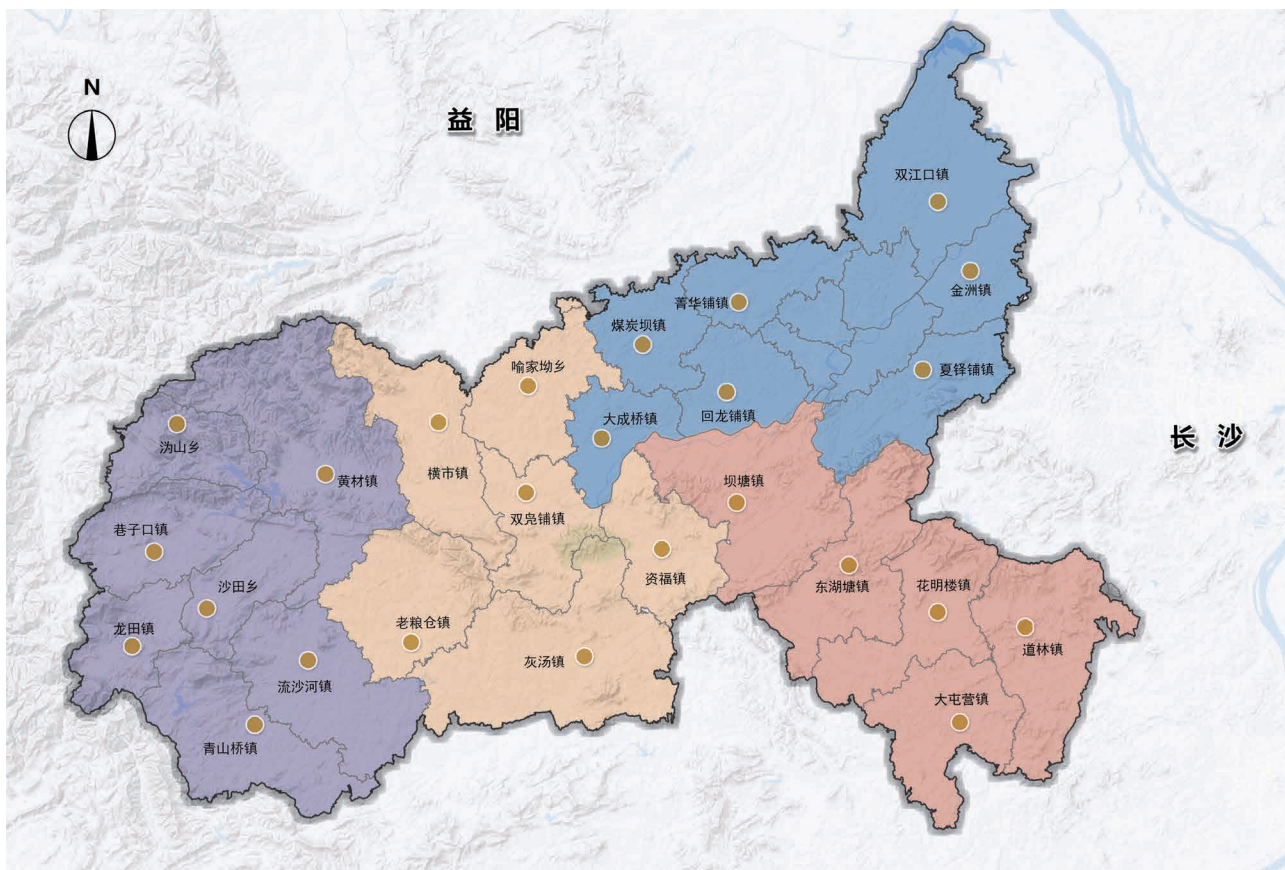 N
益阳
双江口镇
金洲镇
菁华铺镇
煤炭坝镇
喻家坳乡
夏铎铺镇
大成桥镇
回龙铺镇
长沙
沩山乡
横市镇
黄材镇
坝塘镇
双凫铺镇
巷子口镇
资福镇
沙田乡
东湖塘镇
花明楼镇
龙田镇
老粮仓镇
道林镇
灰汤镇
流沙河镇
大屯营镇
青山桥镇